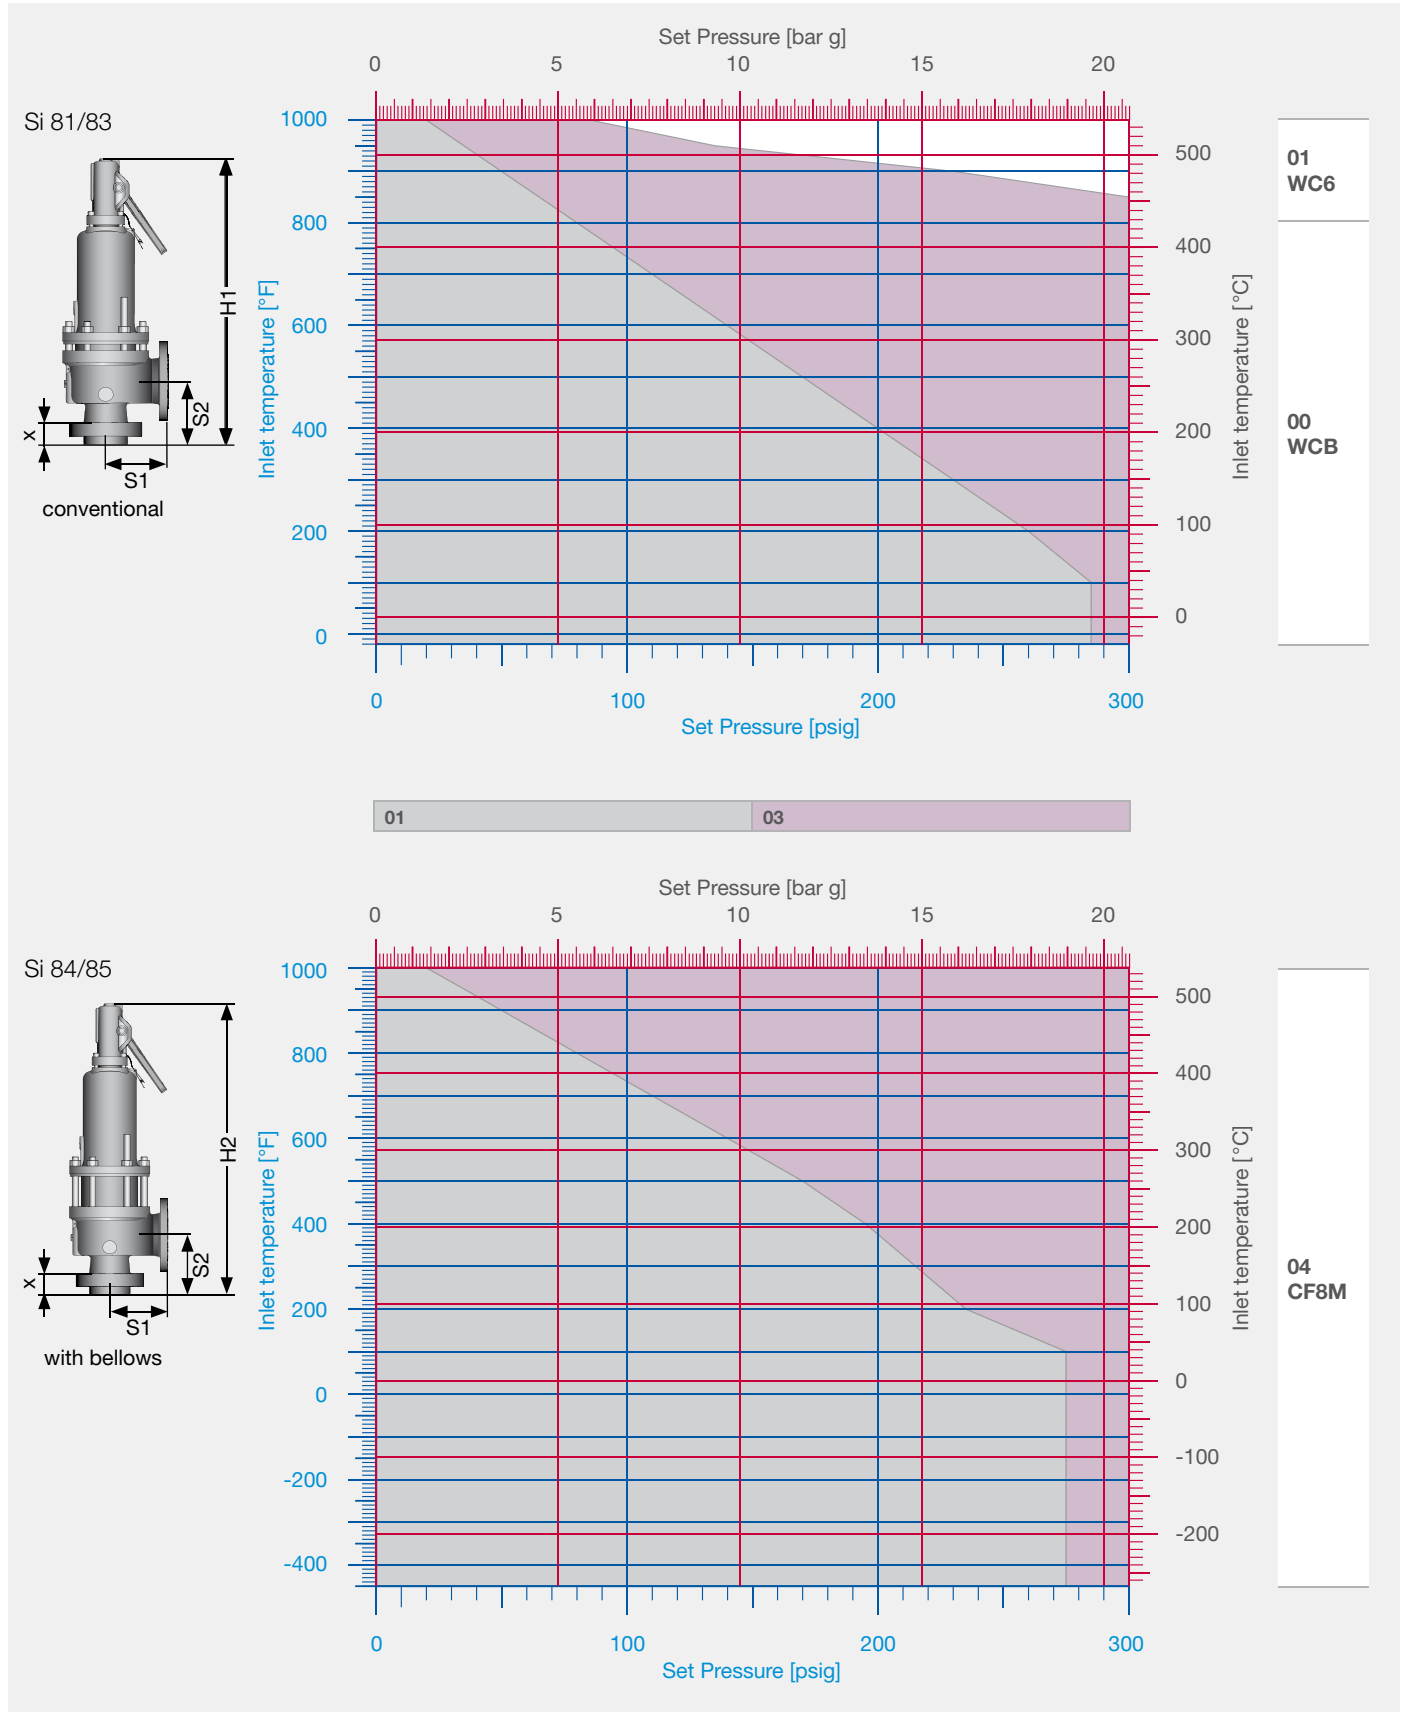 Set Pressure [bar g]
0 5 10 15 20
Si 81/83
H1
S2
x
S1
conventional
Inlet temperature [°F]
1000
800
600
400
200
0
500
400
300
200
100
0
Inlet temperature [°C]
01
WC6
00
WCB
0 100 200 300
Set Pressure [psig]
01 03
Set Pressure [bar g]
0 5 10 15 20
Si 84/85
H2
S2
x
S1
with bellows
Inlet temperature [°F]
1000
800
600
400
200
0
-200
-400
500
400
300
200
100
0
-100
-200
Inlet temperature [°C]
04
CF8M
0 100 200 300
Set Pressure [psig]